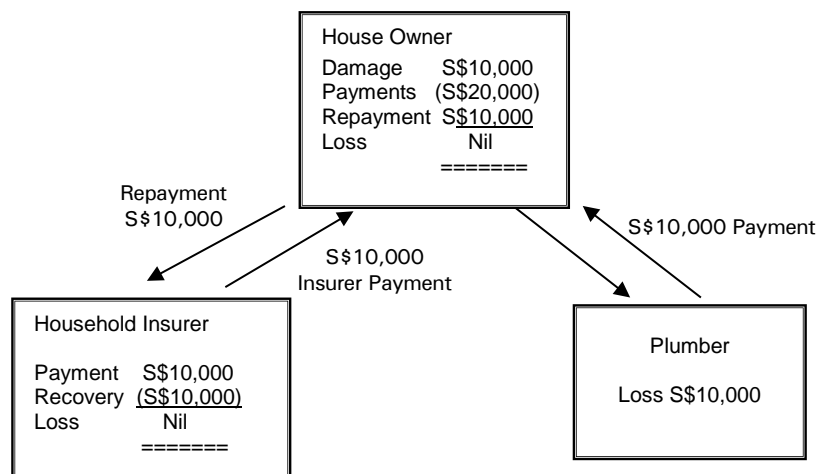 House Owner
Damage S$10,000
Payments (S$20,000)
Repayment S$10,000
Loss Nil
=======
Repayment
S$10,000
S$10,000
Insurer Payment
S$10,000 Payment
Household Insurer
Payment S$10,000
Recovery (S$10,000)
Loss Nil
=======
Plumber
Loss S$10,000